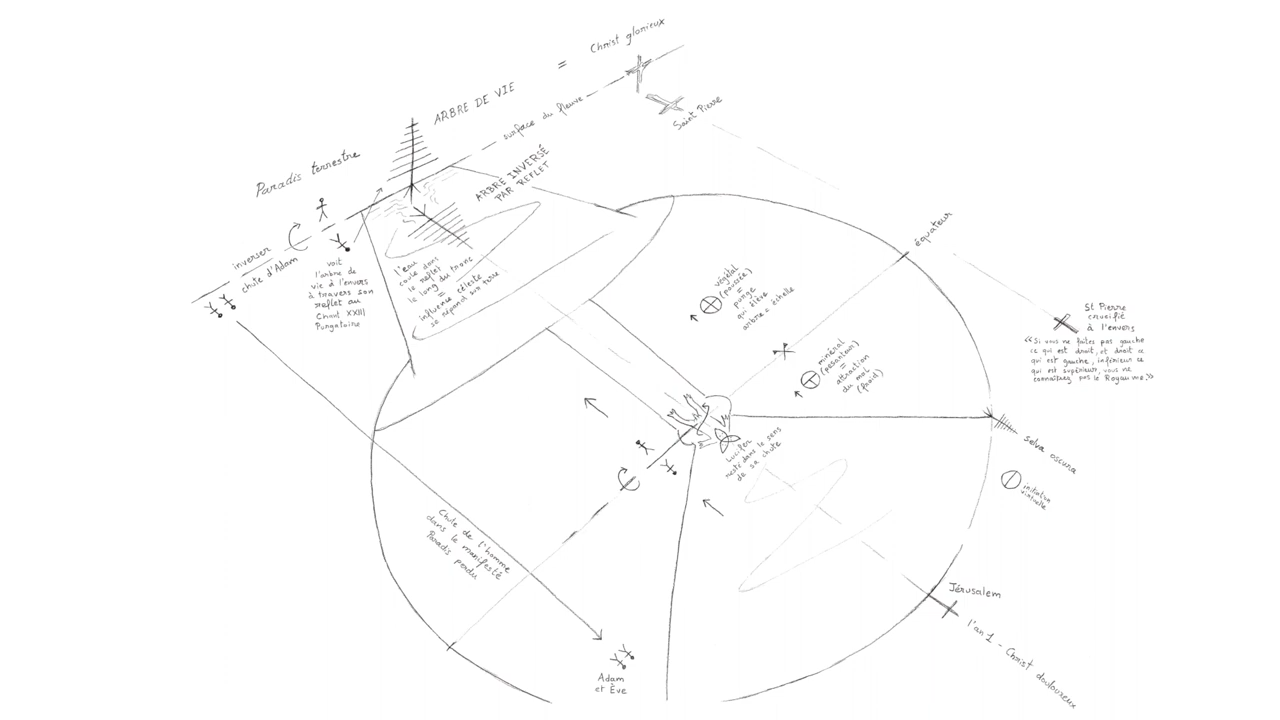 Christ glorieux
=
ARBRE DE VIE
surface du fleuve
Saint Pierre
Paradis terrestre
ARBRE INVERSÉ
PAR REFLET
inverser
chute d'Adam
voit
l'arbre de
vie à l'envers
à travers son
reflet au
Chant XXIII
Purgatoire
l'eau
coule dans
le reflet
le long du tronc
=
influence céleste
se répand sur terre
équateur
végétal
(poussée)
=
purge
qui élève
arbre = échelle
minéral
(pesanteur)
=
attraction
du mal
(froid)
St Pierre
crucifié
à l'envers
“Si vous ne faites pas gauche
ce qui est droit, et droit ce
qui est gauche, inférieur ce
qui est supérieur, vous ne
connaîtrez pas le Royaume.”
Lucifer
resté dans le sens
de sa chute
selva oscura
initiation
virtuelle
Chute de l'homme
dans le manifesté
Paradis perdu
Jérusalem
l'an 1 - Christ douloureux
Adam
et Ève